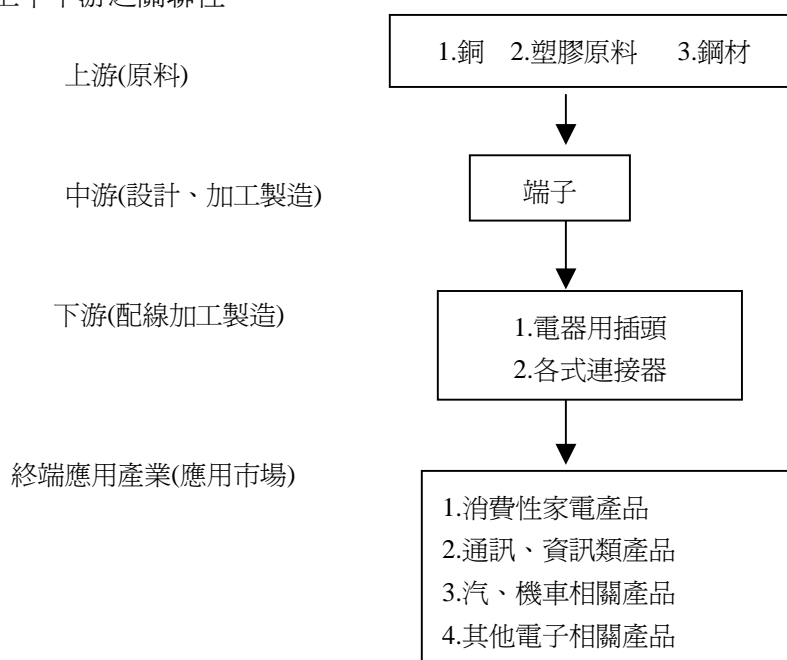 上游(原料)
1.銅 2.塑膠原料 3.鋼材
中游(設計、加工製造)
端子
下游(配線加工製造)
1.電器用插頭
2.各式連接器
終端應用產業(應用市場)
1.消費性家電產品
2.通訊、資訊類產品
3.汽、機車相關產品
4.其他電子相關產品